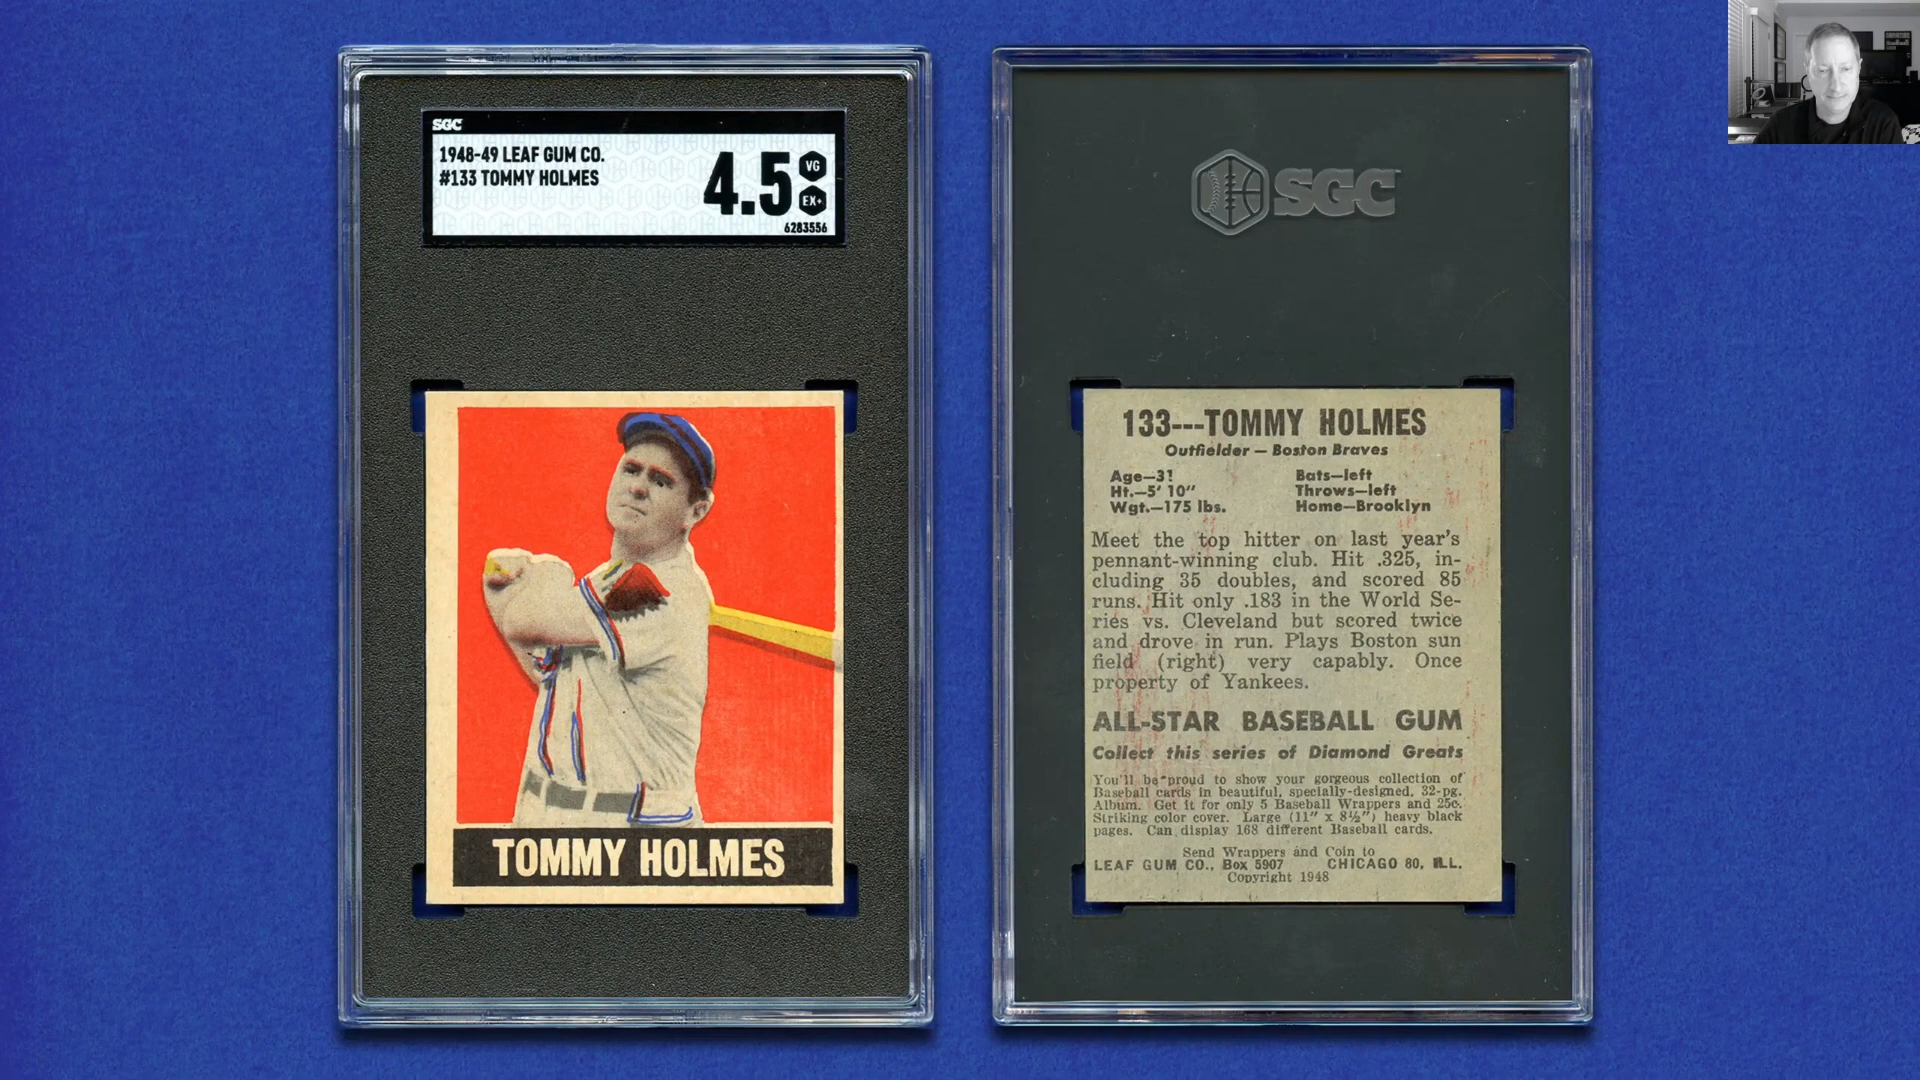 SGC
1948-49 LEAF GUM CO.
#133 TOMMY HOLMES
4.5
VG
EX+
6283556
TOMMY HOLMES
SGC
133---TOMMY HOLMES
Outfielder — Boston Braves
Age—31
Bats—left
Ht.—5' 10"
Throws—left
Wgt.—175 lbs.
Home—Brooklyn
Meet the top hitter on last year's
pennant-winning club. Hit .325, in-
cluding 35 doubles, and scored 85
runs. Hit only .183 in the World Se-
ries vs. Cleveland but scored twice
and drove in run. Plays Boston sun
field (right) very capably. Once
property of Yankees.
ALL-STAR BASEBALL GUM
Collect this series of Diamond Greats
You'll be proud to show your gorgeous collection of
Baseball cards in beautiful, specially-designed, 32-pg.
Album. Get it for only 5 Baseball Wrappers and 25c.
Striking color cover. Large (11" x 8½") heavy black
pages. Can display 168 different Baseball cards.
Send Wrappers and Coin to
LEAF GUM CO., Box 5907 CHICAGO 80, ILL.
Copyright 1948